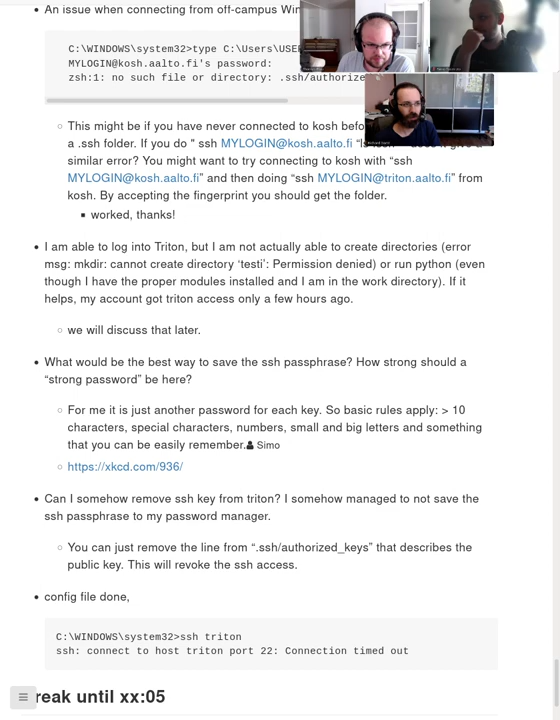 An issue when connecting from off-campus Win
C:\WINDOWS\system32>type C:\Users\USE
MYLOGIN@kosh.aalto.fi's password:
zsh:1: no such file or directory: .ssh/authorize
This might be if you have never connected to kosh befo
a .ssh folder. If you do " ssh MYLOGIN@kosh.aalto.fi
similar error? You might want to try connecting to kosh with “ssh
MYLOGIN@kosh.aalto.fi” and then doing “ssh MYLOGIN@triton.aalto.fi” from
kosh. By accepting the fingerprint you should get the folder.
worked, thanks!
I am able to log into Triton, but I am not actually able to create directories (error
msg: mkdir: cannot create directory ‘testi’: Permission denied) or run python (even
though I have the proper modules installed and I am in the work directory). If it
helps, my account got triton access only a few hours ago.
we will discuss that later.
What would be the best way to save the ssh passphrase? How strong should a
“strong password” be here?
For me it is just another password for each key. So basic rules apply: > 10
characters, special characters, numbers, small and big letters and something
that you can be easily remember. Simo
https://xkcd.com/936/
Can I somehow remove ssh key from triton? I somehow managed to not save the
ssh passphrase to my password manager.
You can just remove the line from “.ssh/authorized_keys” that describes the
public key. This will revoke the ssh access.
config file done,
C:\WINDOWS\system32>ssh triton
ssh: connect to host triton port 22: Connection timed out
reak until xx:05